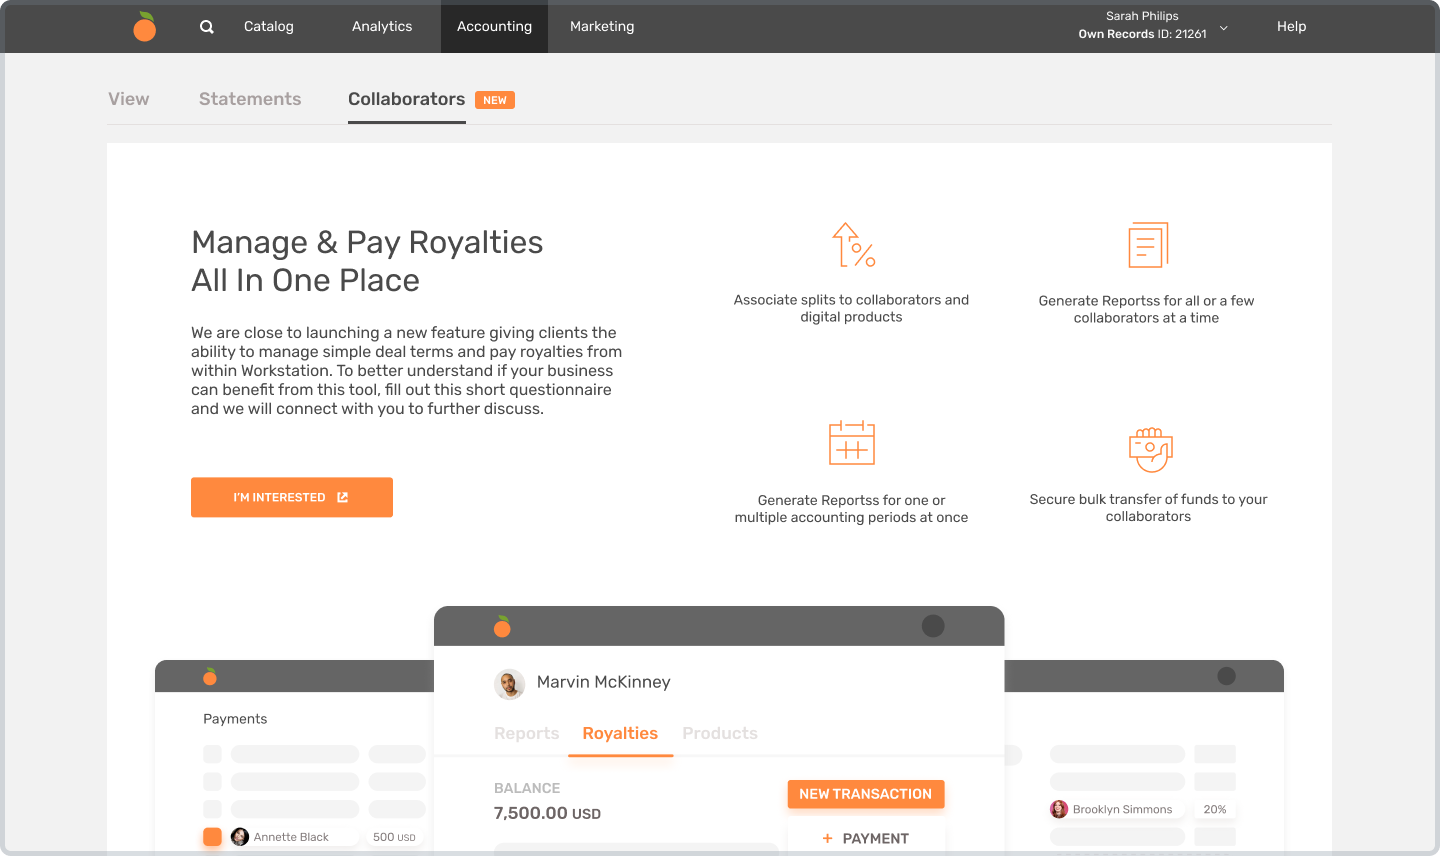 Catalog
Analytics
Accounting
Marketing
Sarah Philips
Own Records ID: 21261
Help
View
Statements
Collaborators
NEW
Manage & Pay Royalties
All In One Place
We are close to launching a new feature giving clients the
ability to manage simple deal terms and pay royalties from
within Workstation. To better understand if your business
can benefit from this tool, fill out this short questionnaire
and we will connect with you to further discuss.
I'M INTERESTED
Associate splits to collaborators and
digital products
Generate Reportss for all or a few
collaborators at a time
Generate Reportss for one or
multiple accounting periods at once
Secure bulk transfer of funds to your
collaborators
Payments
Annette Black
500 USD
Marvin McKinney
Reports
Royalties
Products
BALANCE
7,500.00 USD
NEW TRANSACTION
+ PAYMENT
Brooklyn Simmons
20%